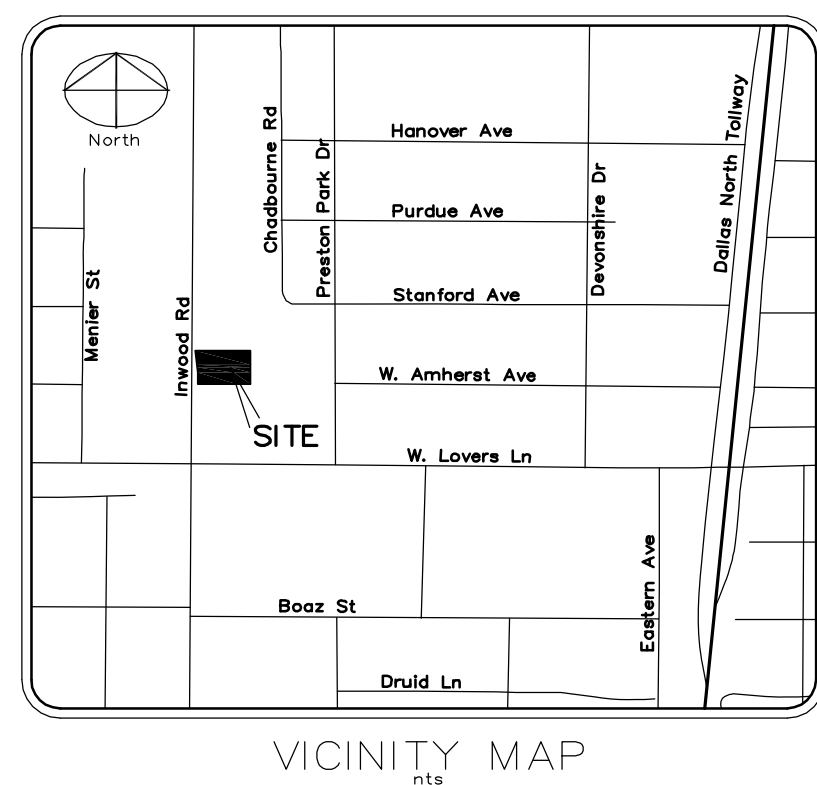 North
Hanover Ave
Chadbourne Rd
Preston Park Dr
Dallas North Tollway
Purdue Ave
Devonshire Dr
Menier St
Inwood Rd
Stanford Ave
W. Amherst Ave
SITE
W. Lovers Ln
Eastern Ave
Boaz St
Druid Ln
VICINITY MAP
nts